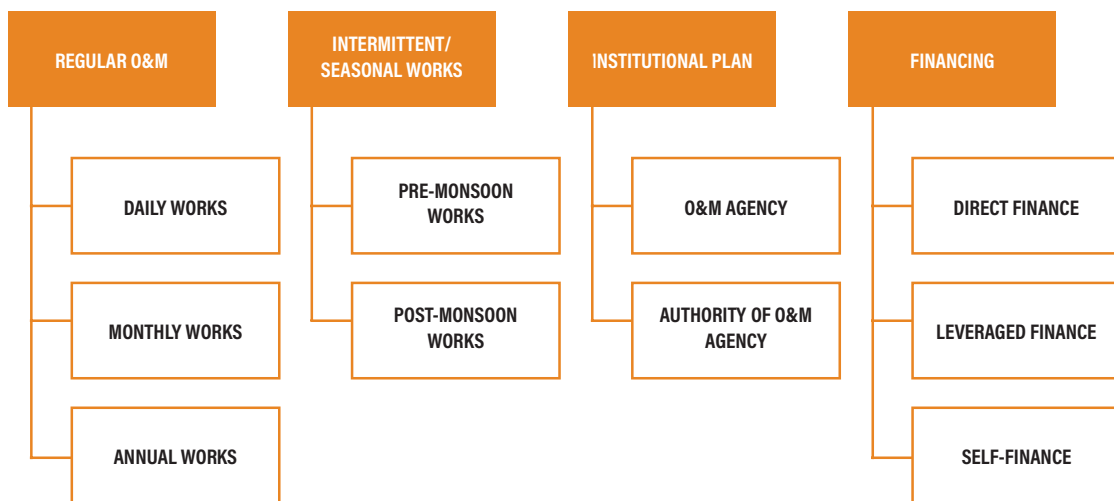 REGULAR O&M
INTERMITTENT/
SEASONAL WORKS
INSTITUTIONAL PLAN
FINANCING
DAILY WORKS
PRE-MONSOON
WORKS
O&M AGENCY
DIRECT FINANCE
MONTHLY WORKS
POST-MONSOON
WORKS
AUTHORITY OF O&M
AGENCY
LEVERAGED FINANCE
ANNUAL WORKS
SELF-FINANCE